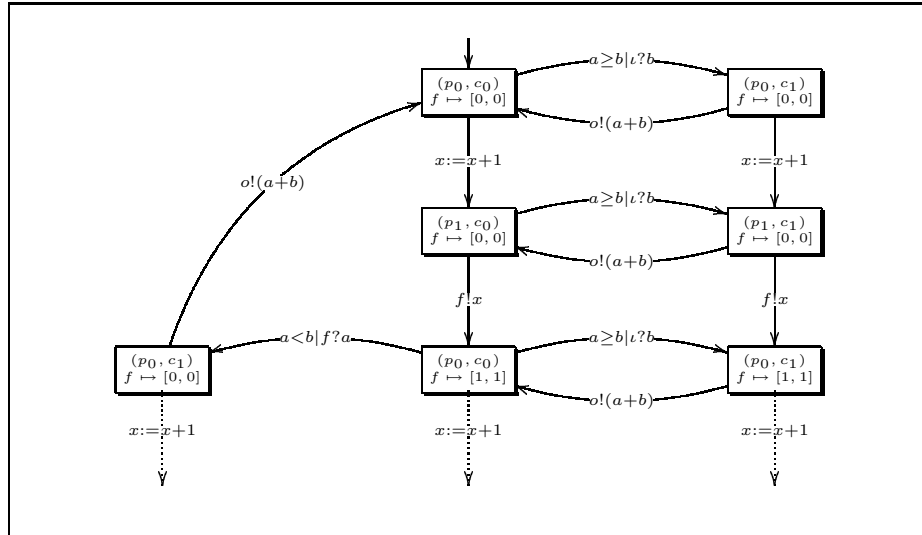 a≥b|ι?b
(p₀, c₀)
f ↦ [0, 0]
(p₀, c₁)
f ↦ [0, 0]
o!(a+b)
x:=x+1
x:=x+1
o!(a+b)
a≥b|ι?b
(p₁, c₀)
f ↦ [0, 0]
(p₁, c₁)
f ↦ [0, 0]
o!(a+b)
f!x
f!x
a<b|f?a
a≥b|ι?b
(p₀, c₁)
f ↦ [0, 0]
(p₀, c₀)
f ↦ [1, 1]
(p₀, c₁)
f ↦ [1, 1]
o!(a+b)
x:=x+1
x:=x+1
x:=x+1